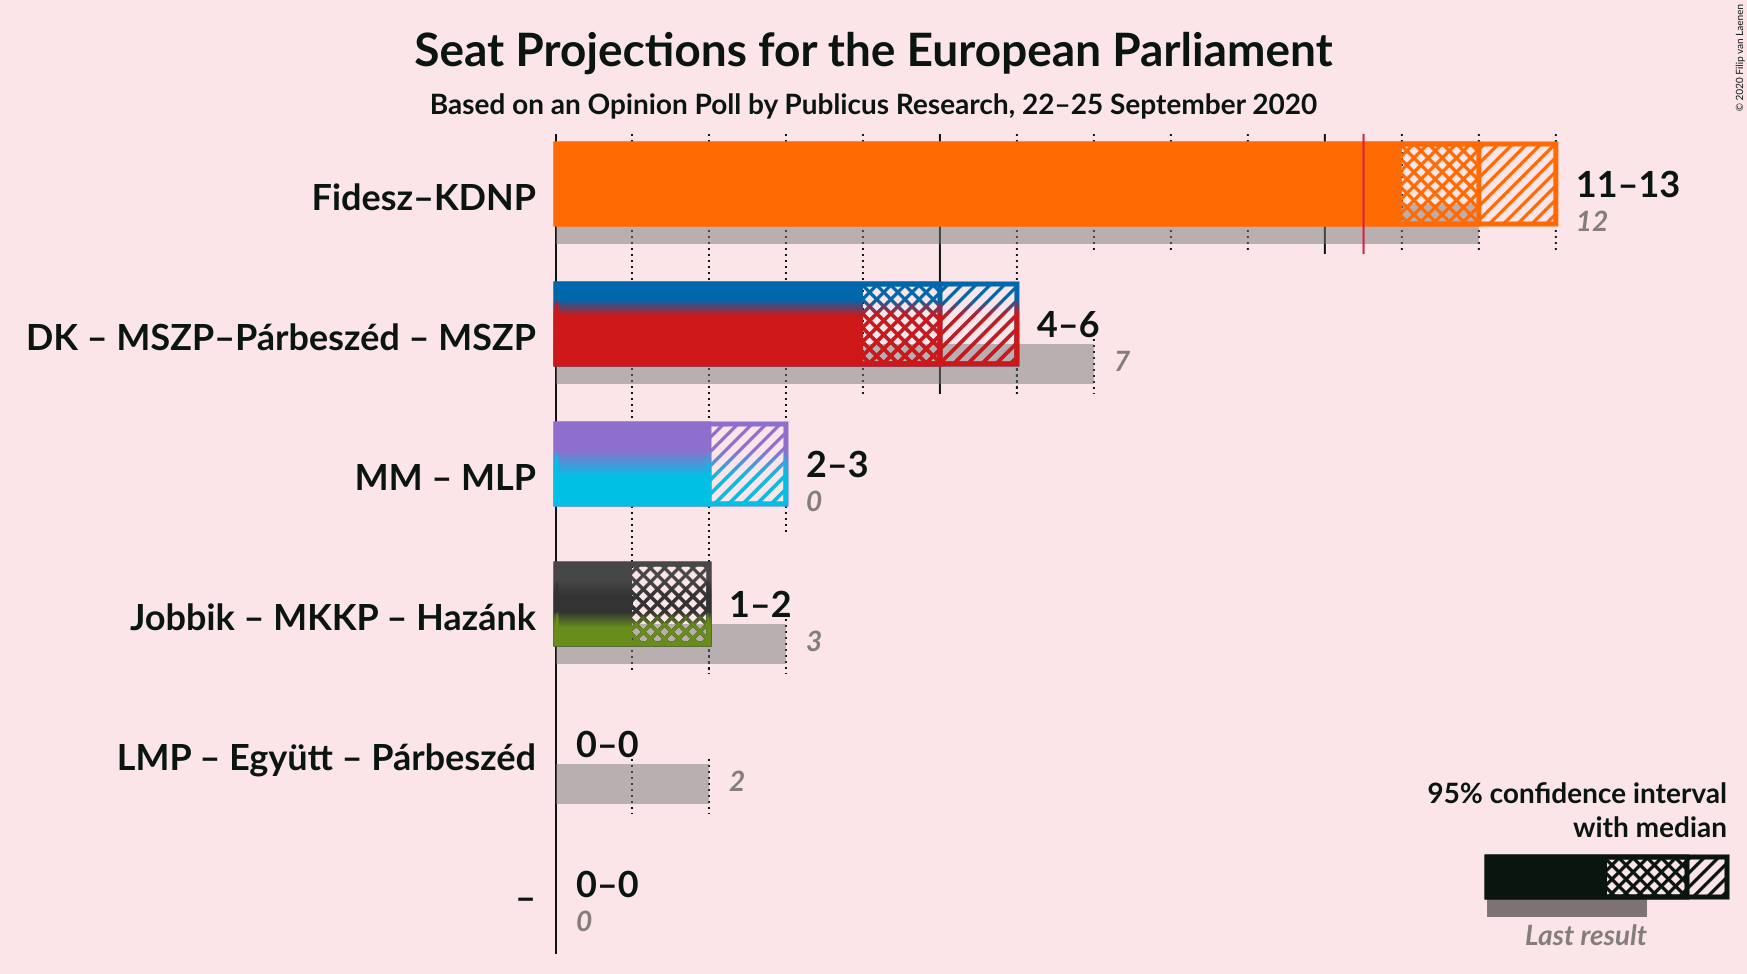 Seat Projections for the European Parliament
Based on an Opinion Poll by Publicus Research, 22–25 September 2020
© 2020 Filip van Laenen
Fidesz–KDNP
11–13
12
DK – MSZP–Párbeszéd – MSZP
4–6
7
MM – MLP
2–3
0
Jobbik – MKKP – Hazánk
1–2
3
LMP – Együtt – Párbeszéd
0–0
2
–
0–0
0
95% confidence interval
with median
Last result